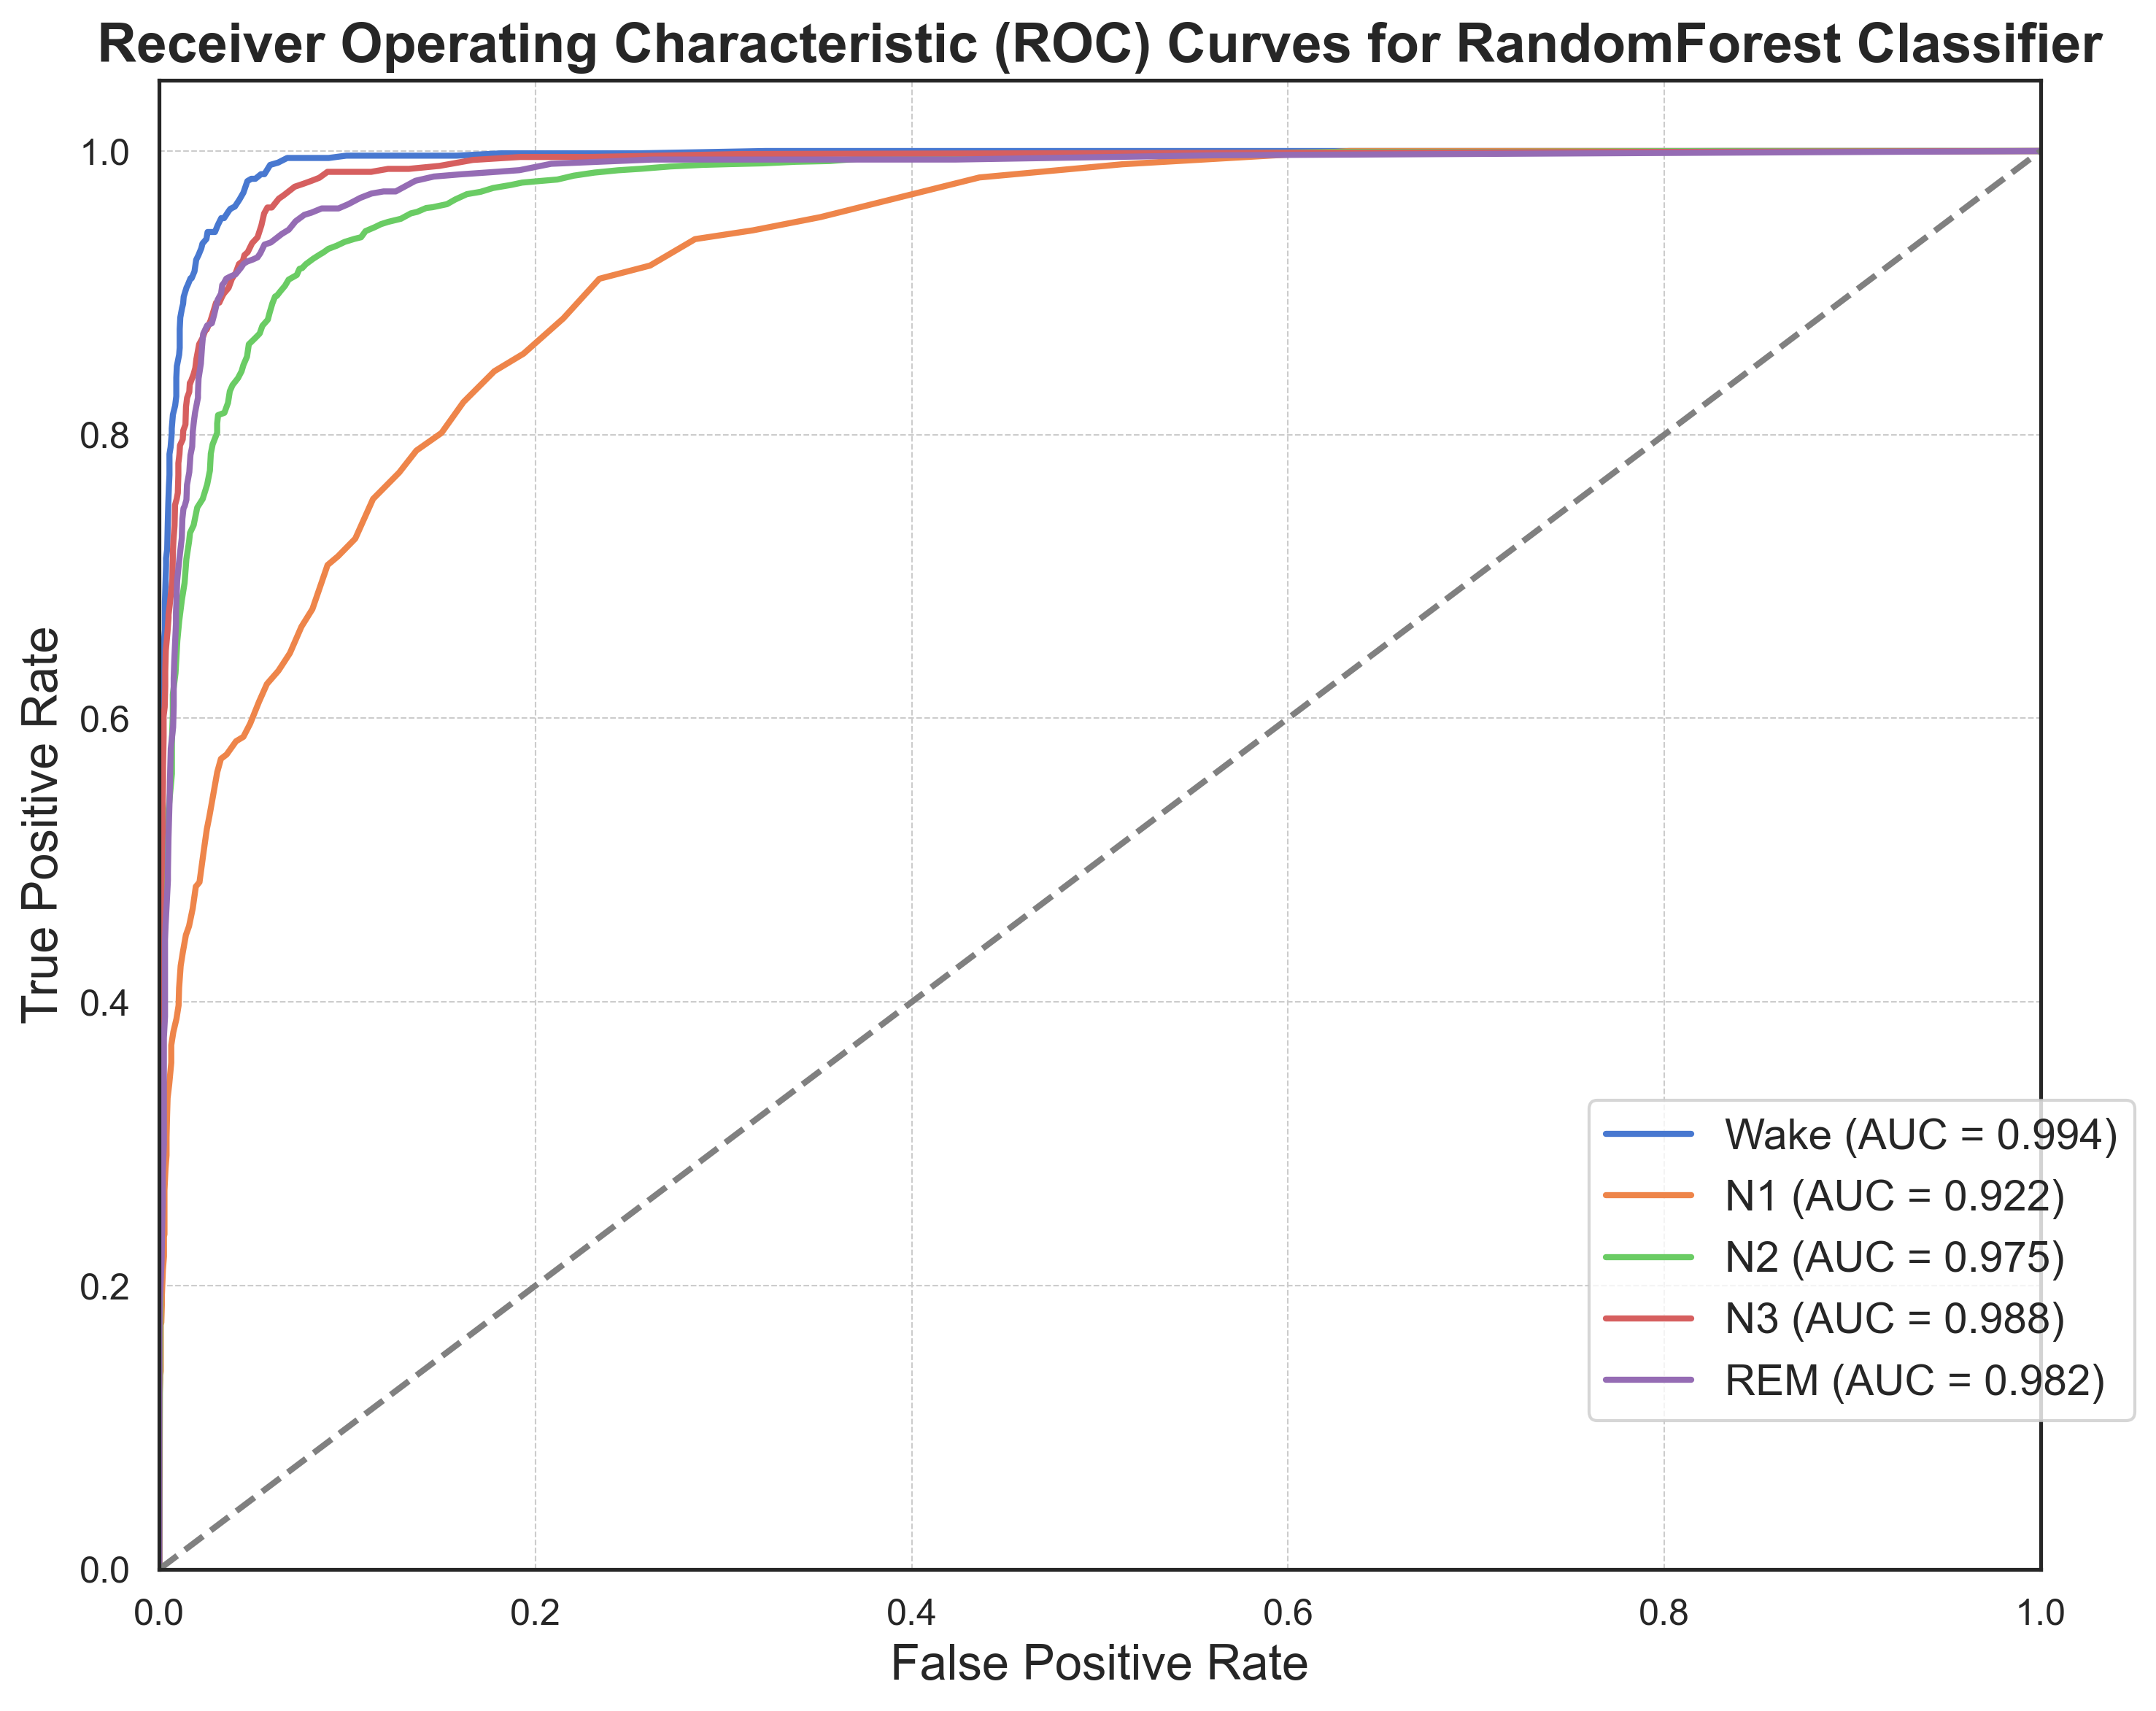 Receiver Operating Characteristic (ROC) Curves for RandomForest Classifier
1.0
0.8
0.6
0.4
0.2
0.0
True Positive Rate
Wake (AUC = 0.994)
N1 (AUC = 0.922)
N2 (AUC = 0.975)
N3 (AUC = 0.988)
REM (AUC = 0.982)
0.0 0.2 0.4 0.6 0.8 1.0
False Positive Rate